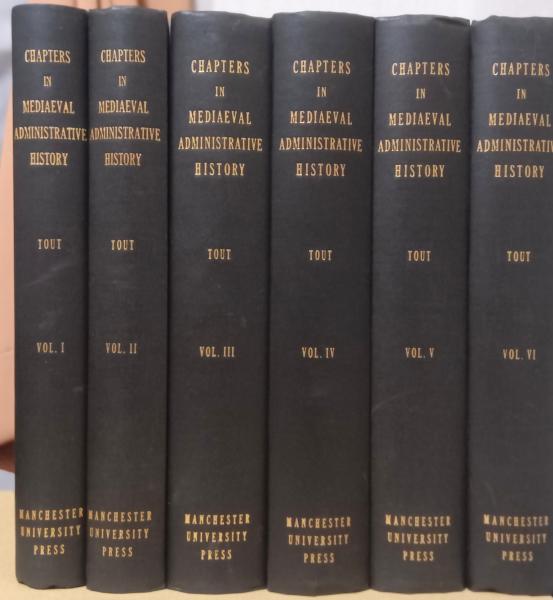 CHAPTERS
IN
MEDIAEVAL
ADMINISTRATIVE
HISTORY
TOUT
VOL. I
MANCHESTER
UNIVERSITY
PRESS
CHAPTERS
IN
MEDIAEVAL
ADMINISTRATIVE
HISTORY
TOUT
VOL. II
MANCHESTER
UNIVERSITY
PRESS
CHAPTERS
IN
MEDIAEVAL
ADMINISTRATIVE
HISTORY
TOUT
VOL. III
MANCHESTER
UNIVERSITY
PRESS
CHAPTERS
IN
MEDIAEVAL
ADMINISTRATIVE
HISTORY
TOUT
VOL. IV
MANCHESTER
UNIVERSITY
PRESS
CHAPTERS
IN
MEDIAEVAL
ADMINISTRATIVE
HISTORY
TOUT
VOL. V
MANCHESTER
UNIVERSITY
PRESS
CHAPTERS
IN
MEDIAEVAL
ADMINISTRATIV
HISTORY
TOUT
VOL. VI
MANCHESTER
UNIVERSITY
PRESS